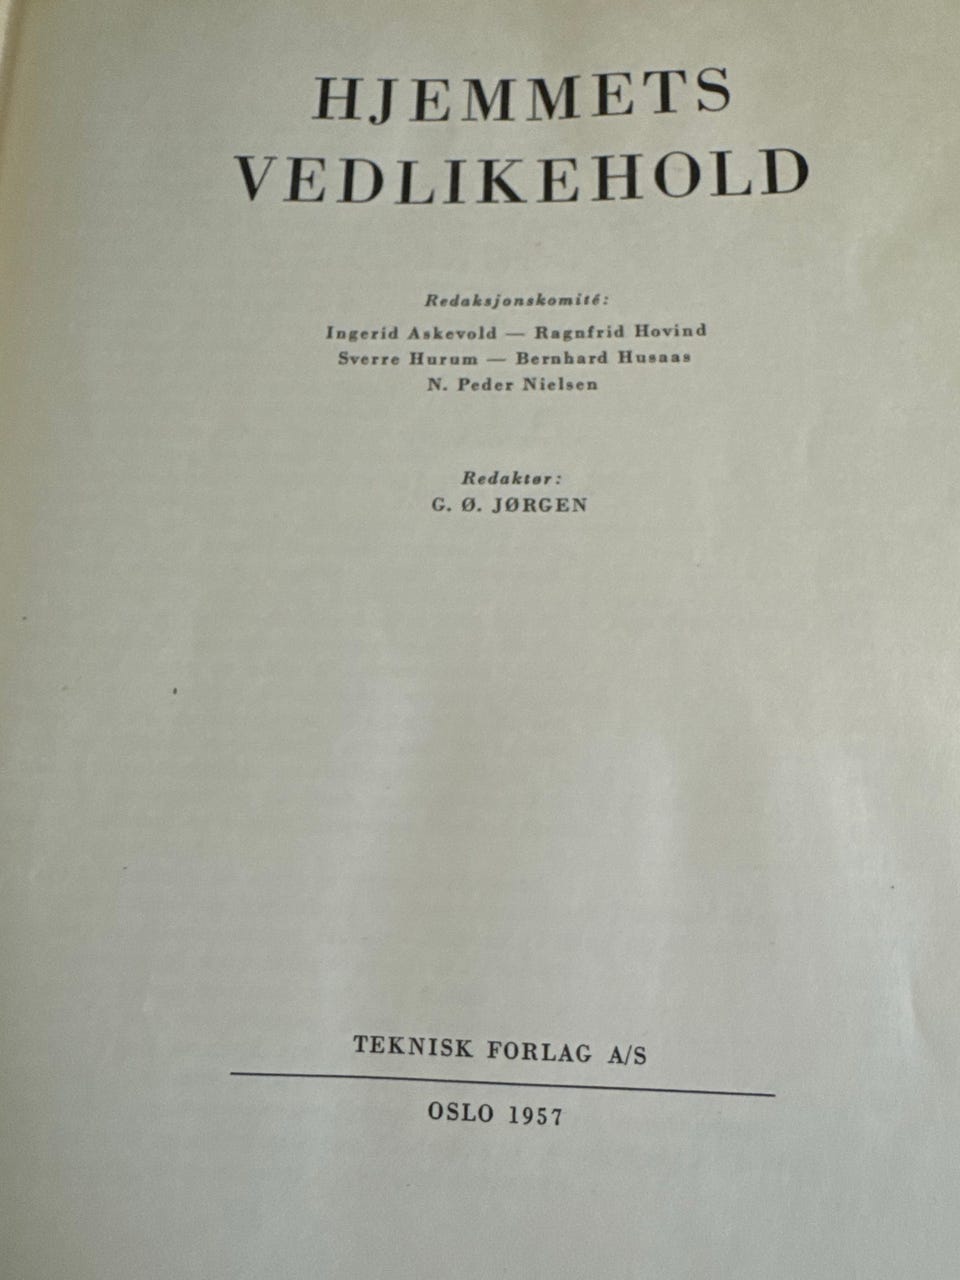 HJEMMETS
VEDLIKEHOLD
Redaksjonskomité:
Ingerid Askevold — Ragnfrid Hovind
Sverre Hurum — Bernhard Husaas
N. Peder Nielsen
Redaktør:
G. Ø. JØRGEN
TEKNISK FORLAG A/S
OSLO 1957